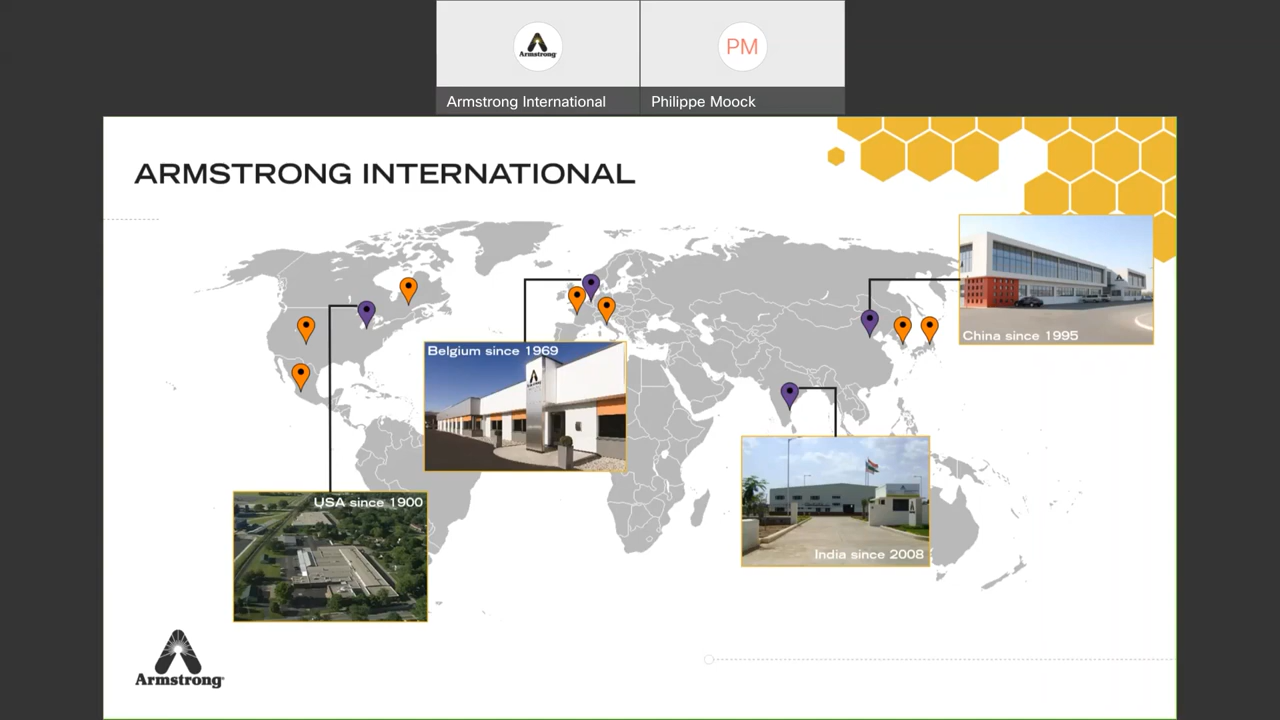 Armstrong
PM
Armstrong International
Philippe Moock
ARMSTRONG INTERNATIONAL
China since 1995
Belgium since 1969
USA since 1900
India since 2008
Armstrong